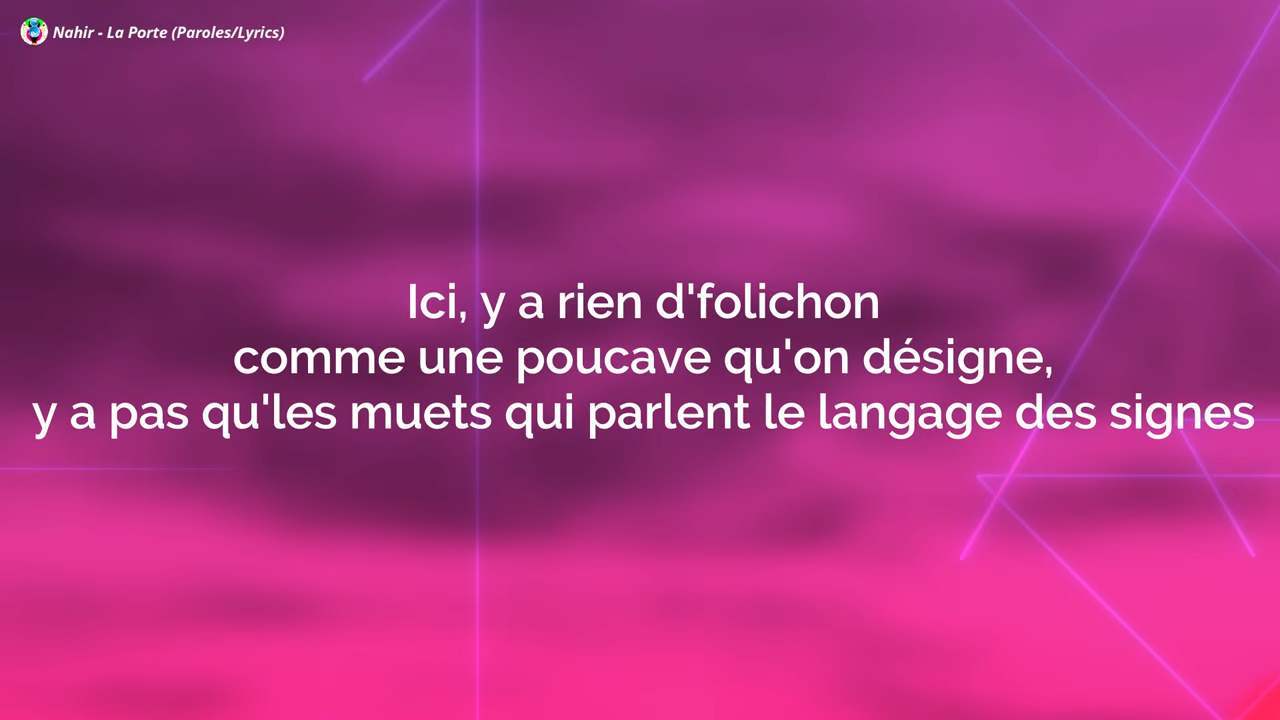 Nahir - La Porte (Paroles/Lyrics)
Ici, y a rien d'folichon
comme une poucave qu'on désigne,
y a pas qu'les muets qui parlent le langage des signes